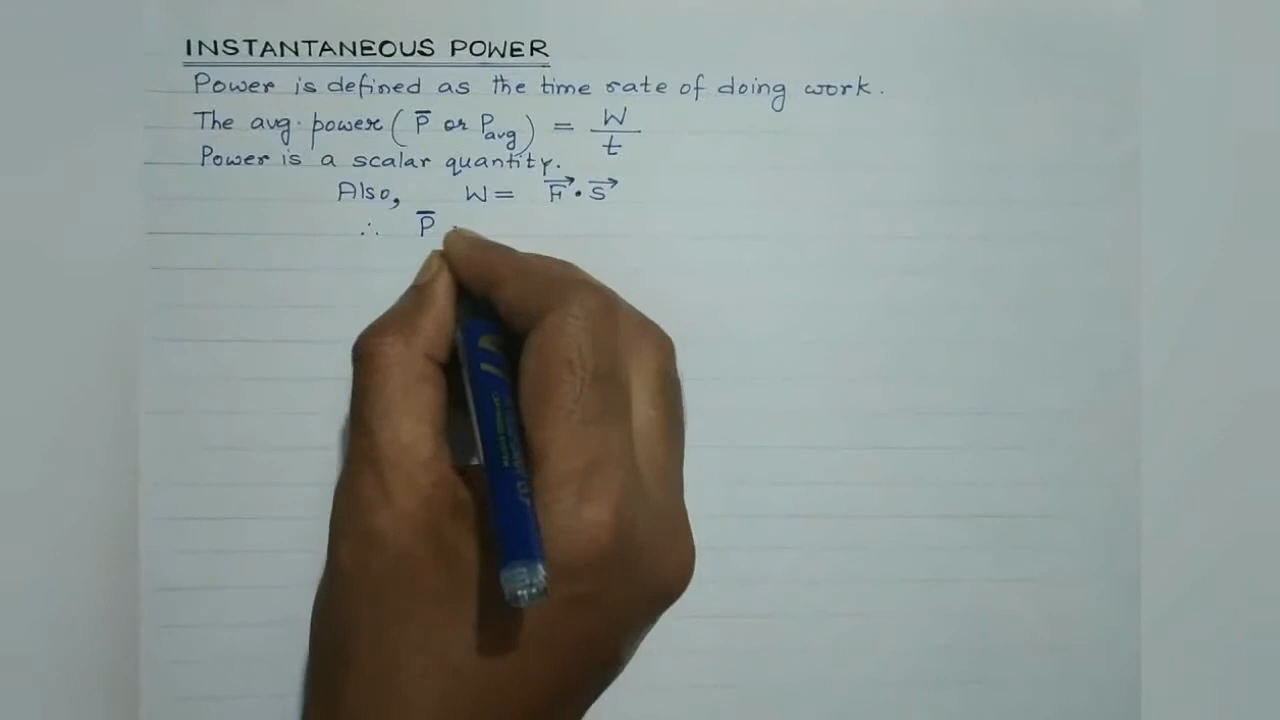 INSTANTANEOUS POWER
Power is defined as the time rate of doing work.
The avg. power ( P̄ or Pavg ) = W/t
Power is a scalar quantity.
Also, W = F⃗ · S⃗
∴ P̄